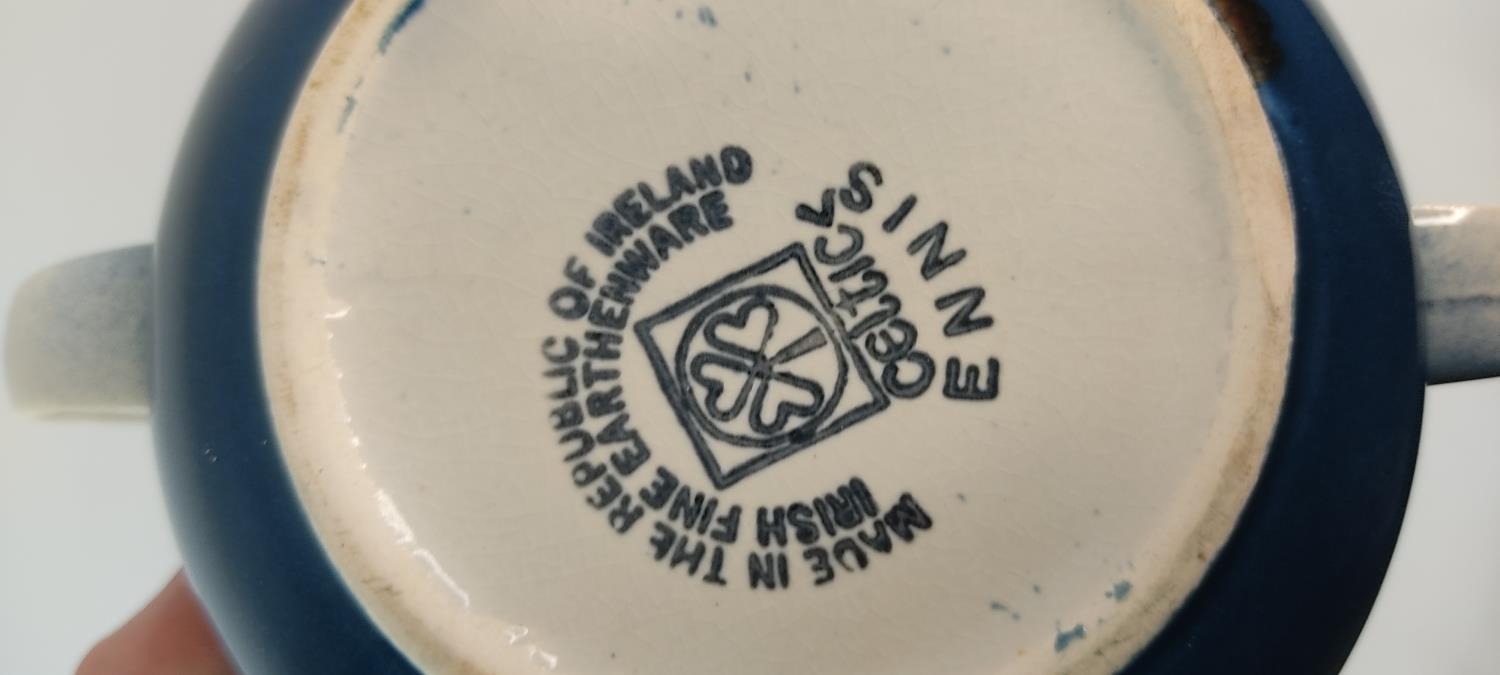 MADE IN THE REPUBLIC OF IRELAND
IRISH FINE EARTHENWARE
celtic
ENNIS